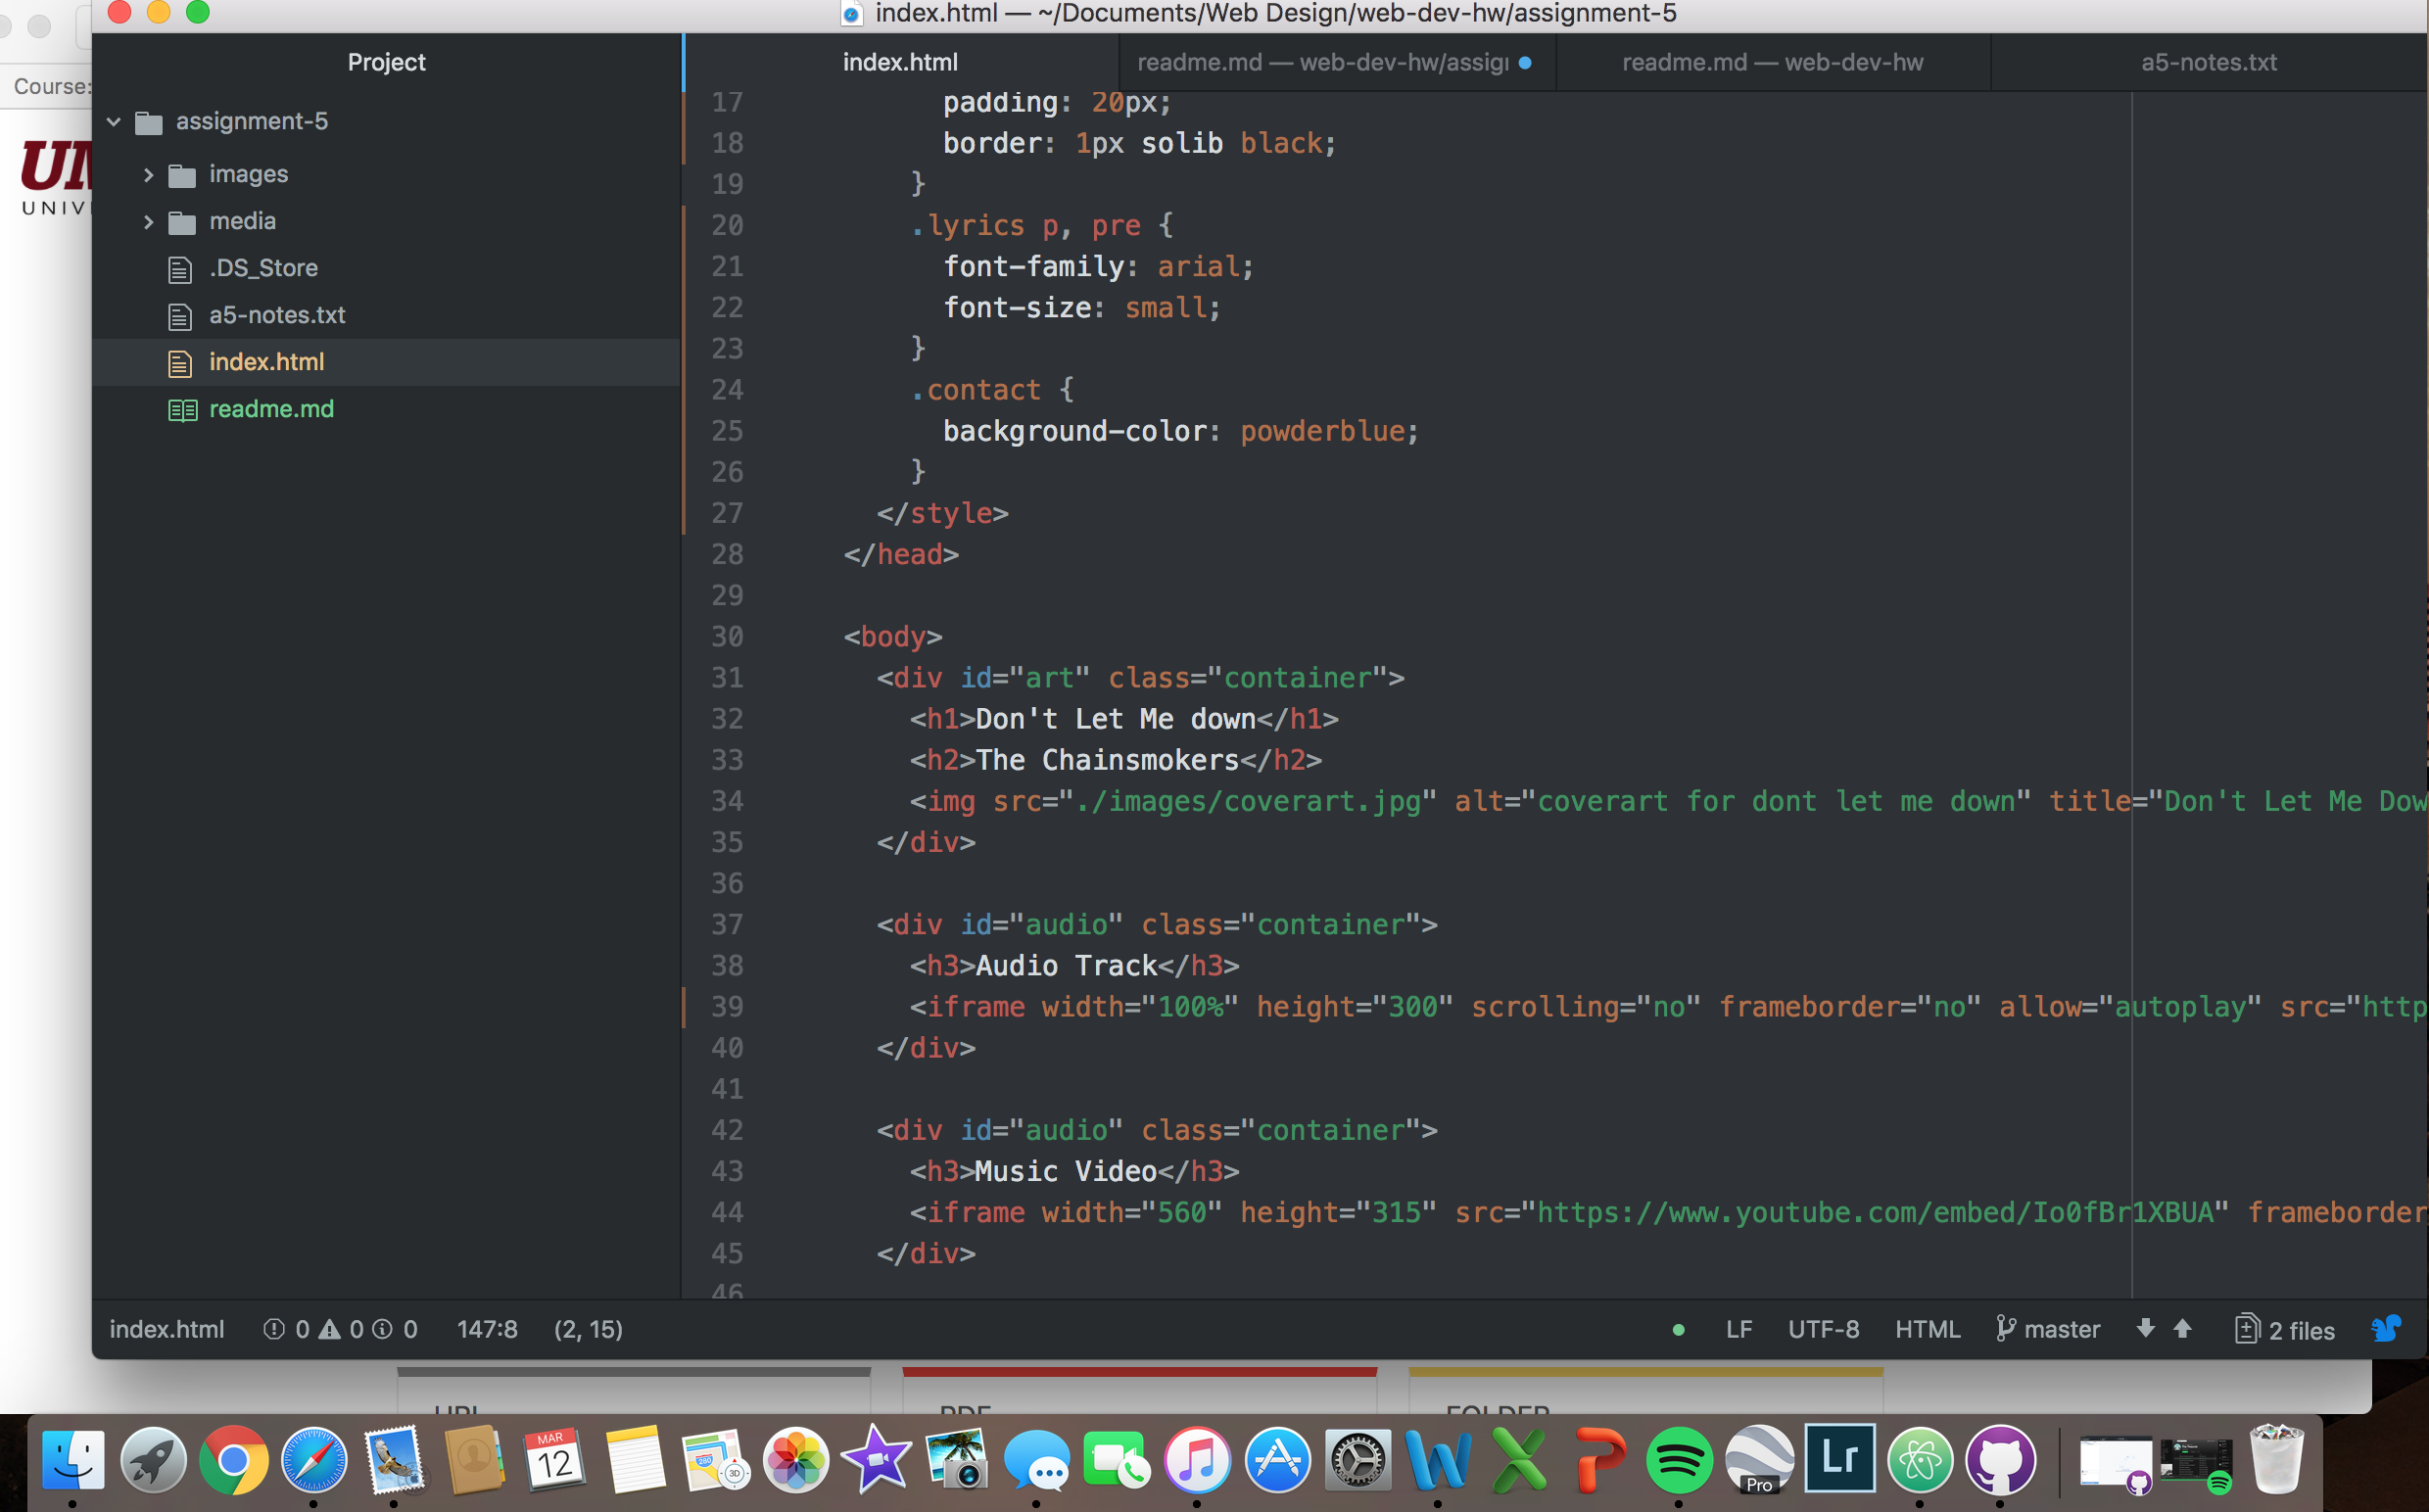 index.html — ~/Documents/Web Design/web-dev-hw/assignment-5
Course:
UNIV
Project
assignment-5
images
media
.DS_Store
a5-notes.txt
index.html
readme.md
index.html
readme.md — web-dev-hw/assig
readme.md — web-dev-hw
a5-notes.txt
17 padding: 20px;
18 border: 1px solib black;
19 }
20 .lyrics p, pre {
21 font-family: arial;
22 font-size: small;
23 }
24 .contact {
25 background-color: powderblue;
26 }
27 </style>
28 </head>
29
30 <body>
31 <div id="art" class="container">
32 <h1>Don't Let Me down</h1>
33 <h2>The Chainsmokers</h2>
34 <img src="./images/coverart.jpg" alt="coverart for dont let me down" title="Don't Let Me Dow
35 </div>
36
37 <div id="audio" class="container">
38 <h3>Audio Track</h3>
39 <iframe width="100%" height="300" scrolling="no" frameborder="no" allow="autoplay" src="http
40 </div>
41
42 <div id="audio" class="container">
43 <h3>Music Video</h3>
44 <iframe width="560" height="315" src="https://www.youtube.com/embed/Io0fBr1XBUA" frameborder
45 </div>
46
index.html 0 0 0 147:8 (2, 15) LF UTF-8 HTML master 2 files
URL
PDF
FOLDER
MAR
12
280
3D
Pro
Lr